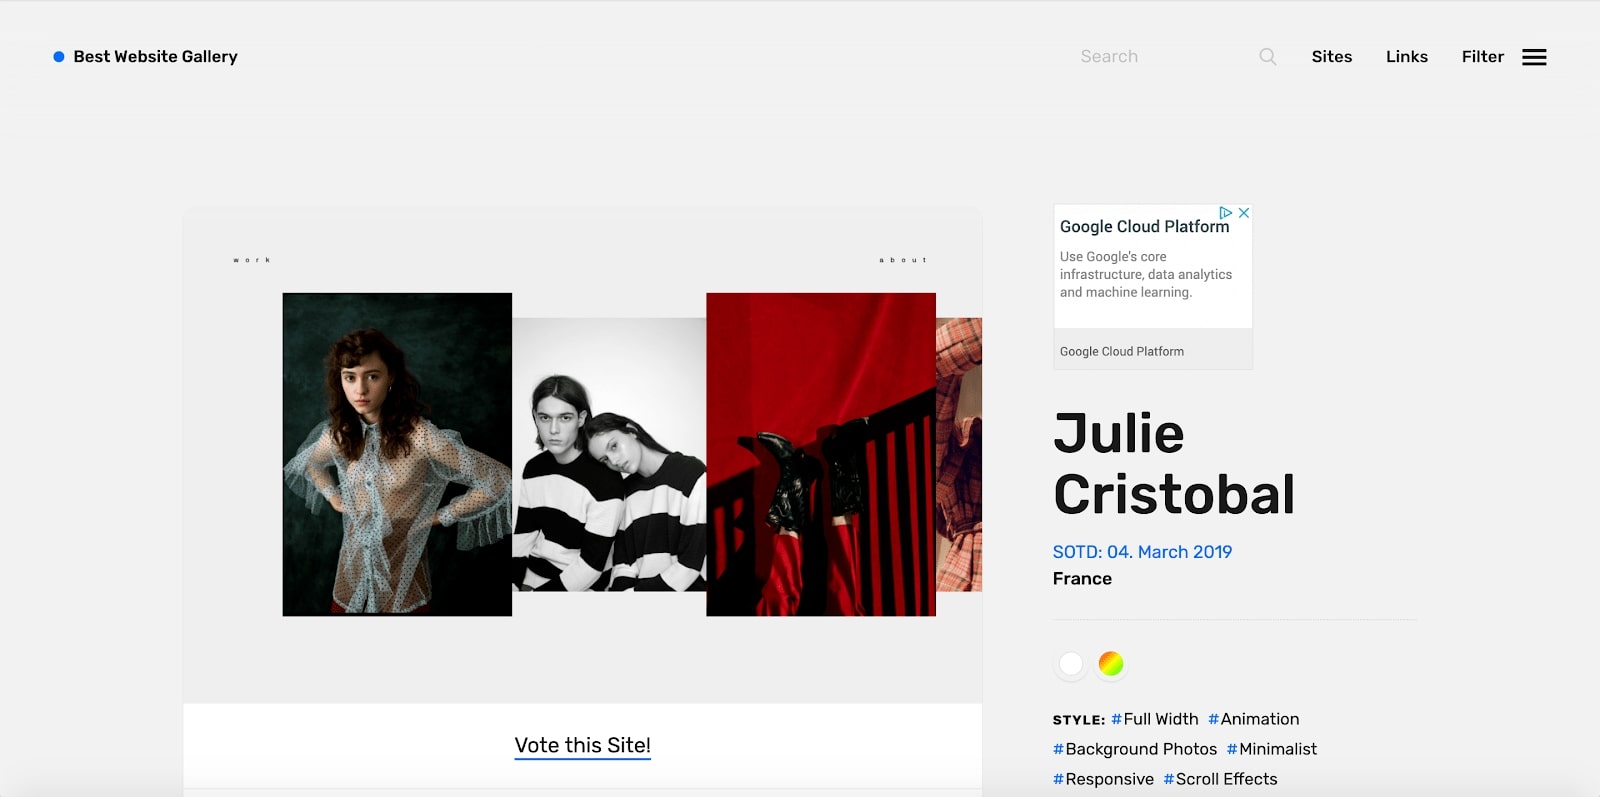 Best Website Gallery
Search
Sites
Links
Filter
work
about
Vote this Site!
Google Cloud Platform
Use Google's core
infrastructure, data analytics
and machine learning.
Google Cloud Platform
Julie
Cristobal
SOTD: 04. March 2019
France
STYLE: #Full Width #Animation
#Background Photos #Minimalist
#Responsive #Scroll Effects